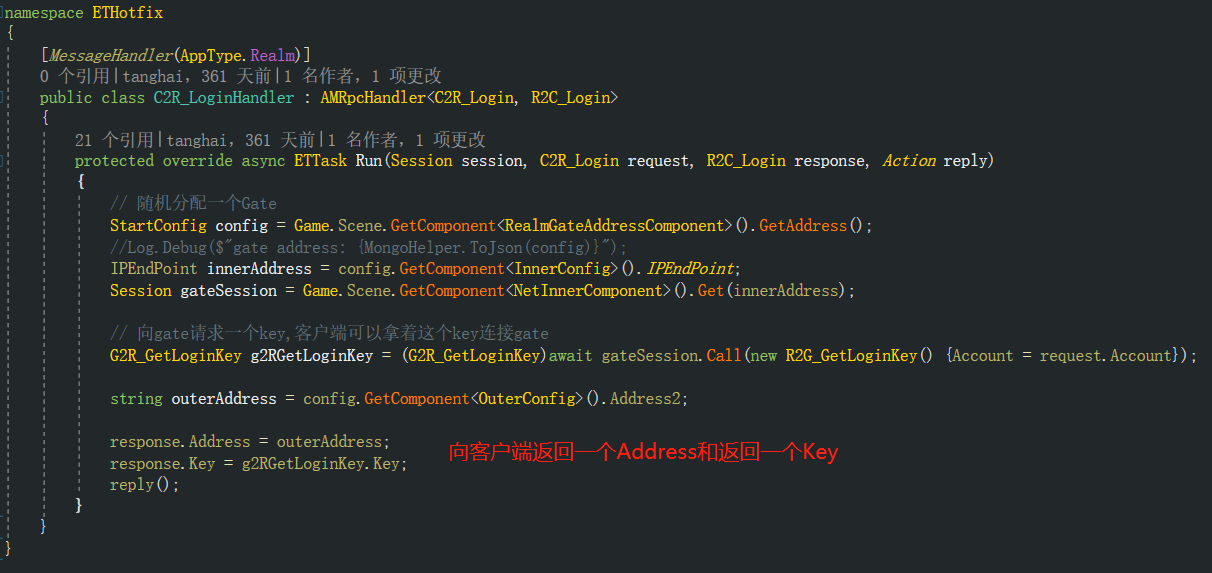 namespace ETHotfix
{
[MessageHandler(AppType.Realm)]
0 个引用|tanghai，361 天前|1 名作者，1 项更改
public class C2R_LoginHandler : AMRpcHandler<C2R_Login, R2C_Login>
{
21 个引用|tanghai，361 天前|1 名作者，1 项更改
protected override async ETTask Run(Session session, C2R_Login request, R2C_Login response, Action reply)
{
// 随机分配一个Gate
StartConfig config = Game.Scene.GetComponent<RealmGateAddressComponent>().GetAddress();
//Log.Debug($"gate address: {MongoHelper.ToJson(config)}");
IPEndPoint innerAddress = config.GetComponent<InnerConfig>().IPEndPoint;
Session gateSession = Game.Scene.GetComponent<NetInnerComponent>().Get(innerAddress);
// 向gate请求一个key,客户端可以拿着这个key连接gate
G2R_GetLoginKey g2RGetLoginKey = (G2R_GetLoginKey)await gateSession.Call(new R2G_GetLoginKey() {Account = request.Account});
string outerAddress = config.GetComponent<OuterConfig>().Address2;
response.Address = outerAddress;
向客户端返回一个Address和返回一个Key
response.Key = g2RGetLoginKey.Key;
reply();
}
}
}